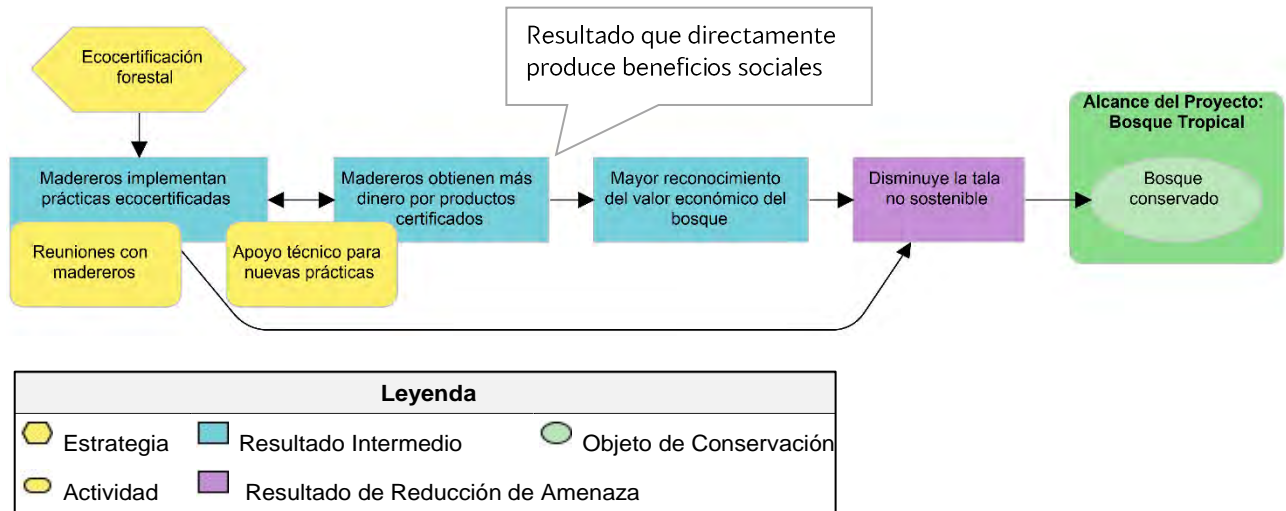 Resultado que directamente
produce beneficios sociales
Ecocertificación
forestal
Alcance del Proyecto:
Bosque Tropical
Madereros implementan
prácticas ecocertificadas
Madereros obtienen más
dinero por productos
certificados
Mayor reconocimiento
del valor económico del
bosque
Disminuye la tala
no sostenible
Bosque
conservado
Reuniones con
madereros
Apoyo técnico para
nuevas prácticas
Leyenda
Estrategia
Resultado Intermedio
Objeto de Conservación
Actividad
Resultado de Reducción de Amenaza